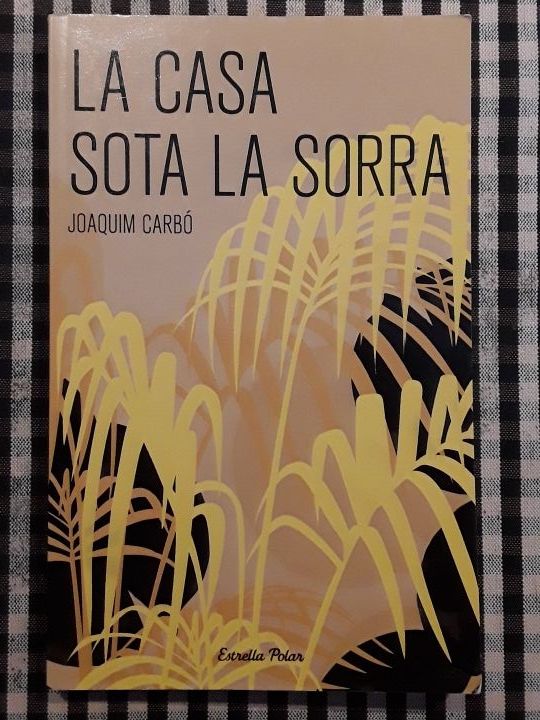 LA CASA
SOTA LA SORRA
JOAQUIM CARBÓ
Estrella Polar